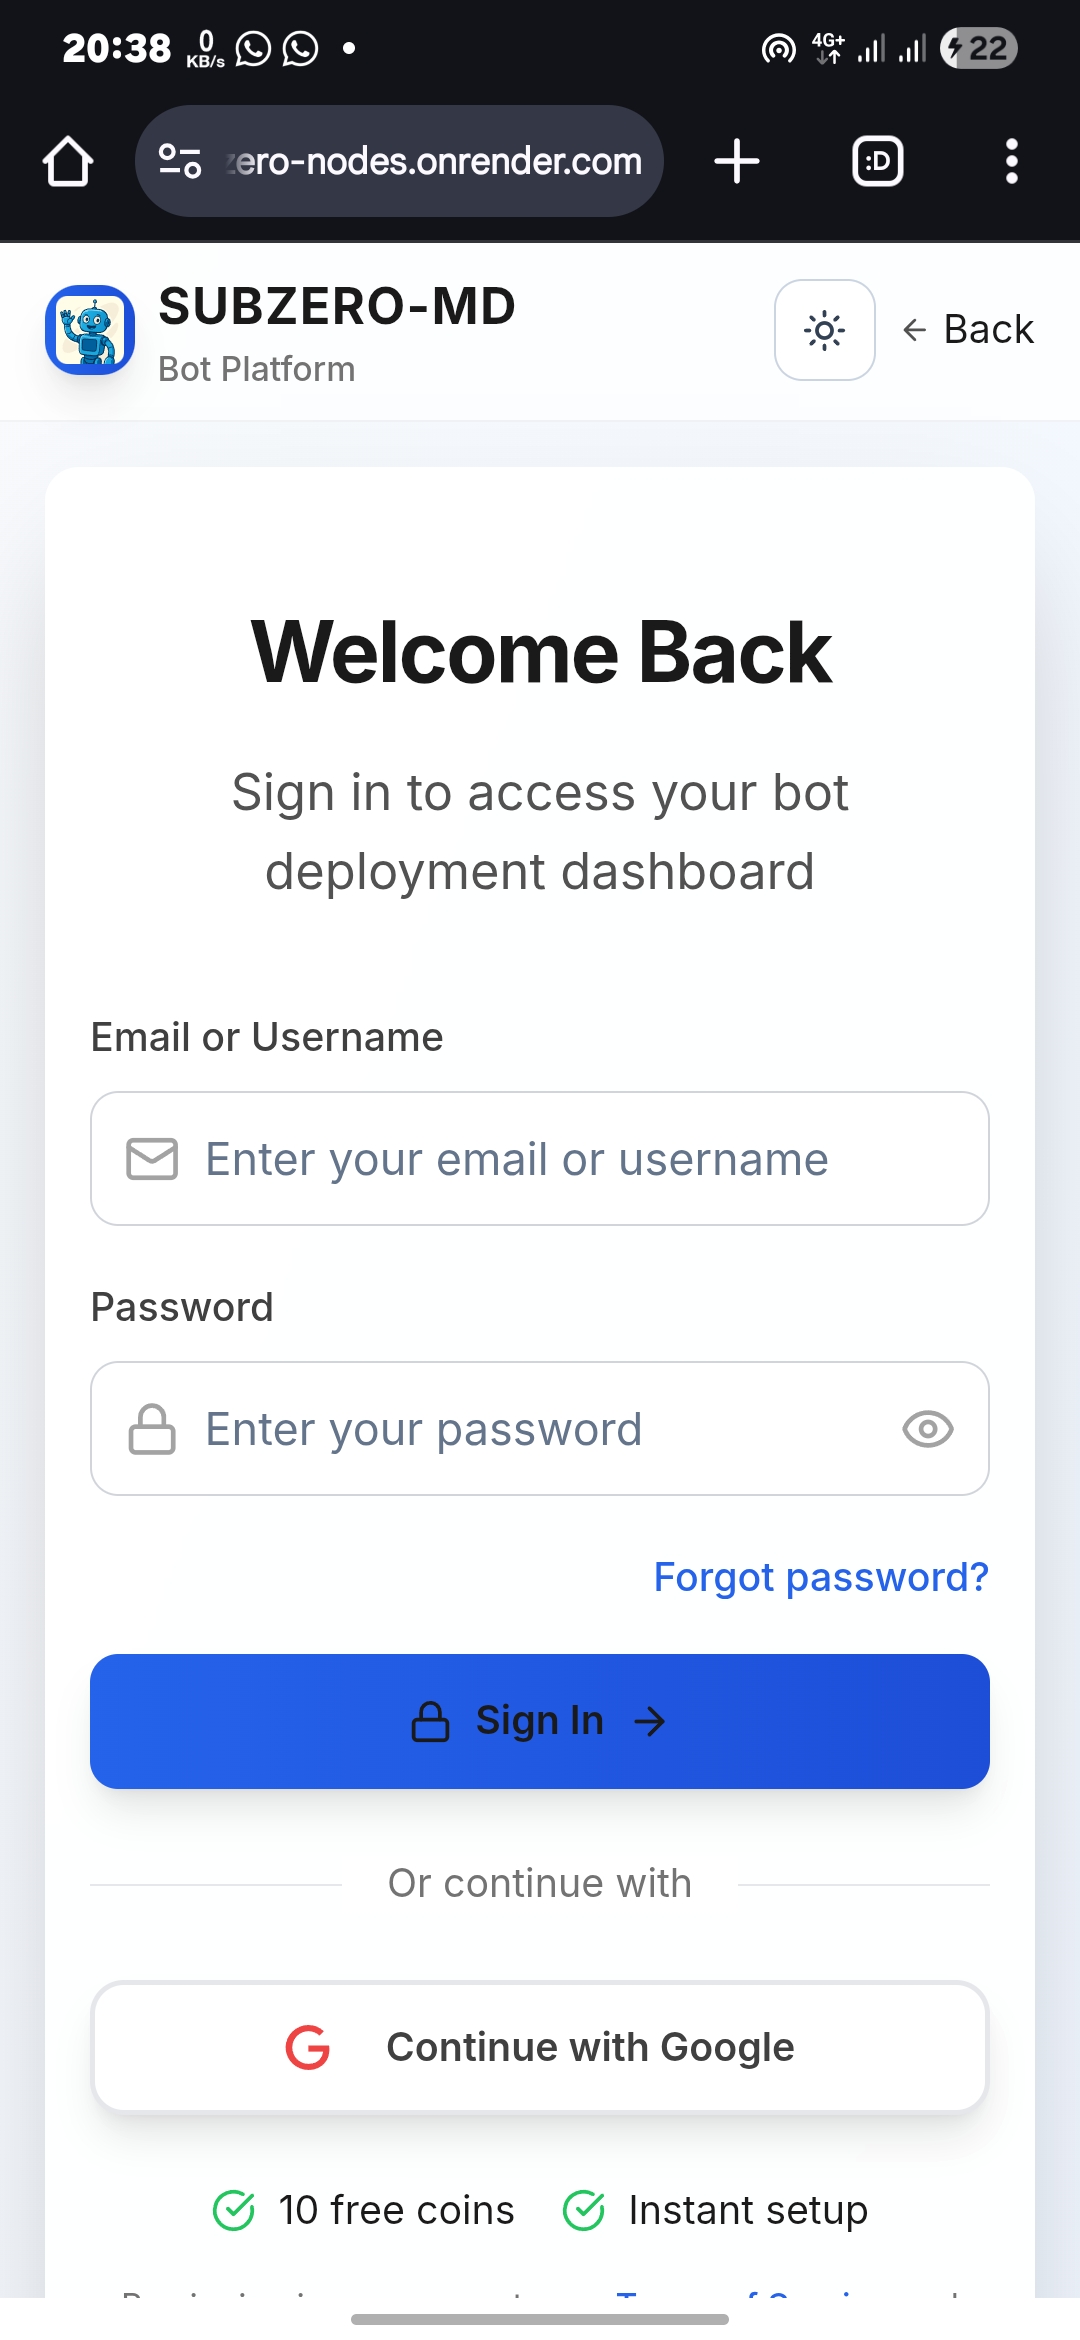 20:38 0 KB/s 4G+ 22
zero-nodes.onrender.com :D
SUBZERO-MD
Bot Platform
Back
Welcome Back
Sign in to access your bot
deployment dashboard
Email or Username
Enter your email or username
Password
Enter your password
Forgot password?
Sign In
Or continue with
Continue with Google
10 free coins Instant setup